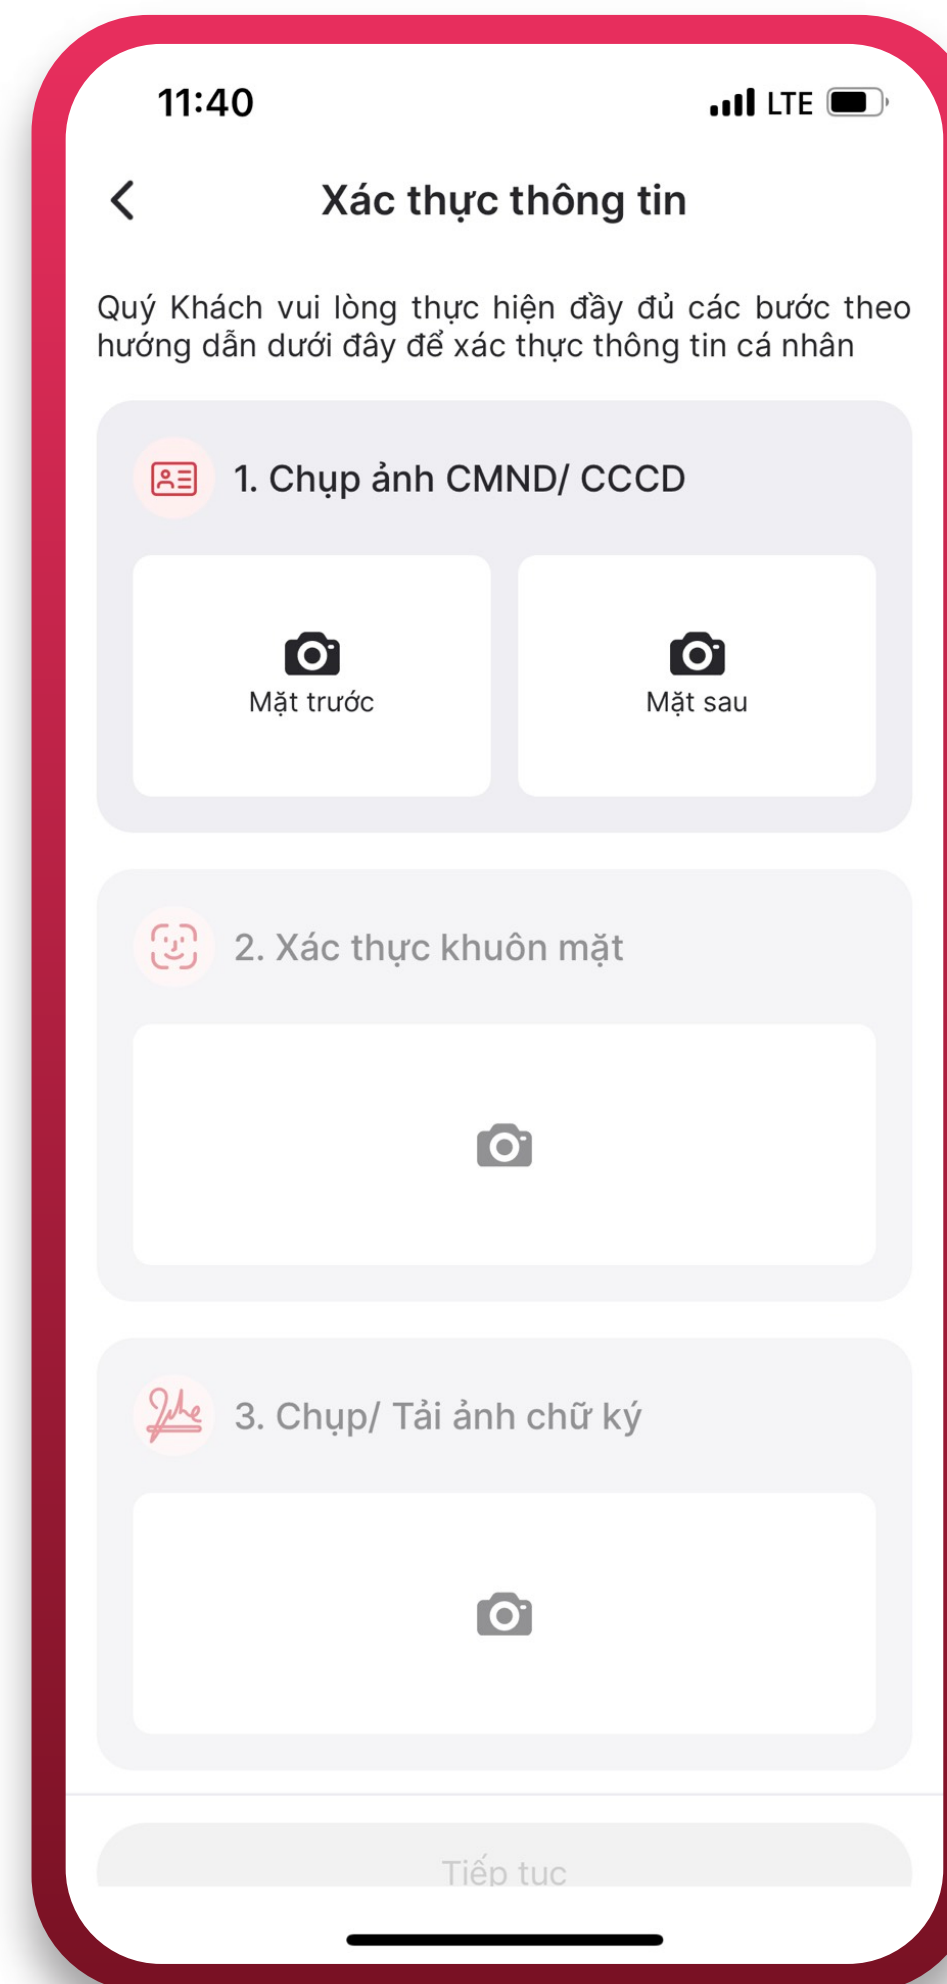 11:40 LTE
Xác thực thông tin
Quý Khách vui lòng thực hiện đầy đủ các bước theo
hướng dẫn dưới đây để xác thực thông tin cá nhân
1. Chụp ảnh CMND/ CCCD
Mặt trước Mặt sau
2. Xác thực khuôn mặt
3. Chụp/ Tải ảnh chữ ký
Tiếp tục